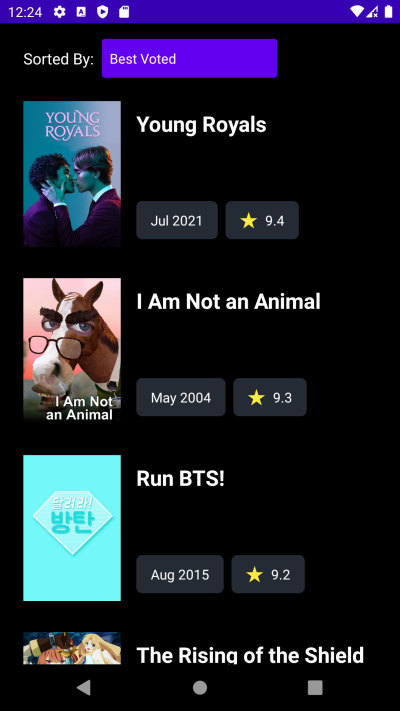 12:24
Sorted By:
Best Voted
YOUNG
ROYALS
Young Royals
Jul 2021
9.4
I Am Not an Animal
I Am Not
an Animal
May 2004
9.3
달려라!
방탄
Run BTS!
Aug 2015
9.2
The Rising of the Shield